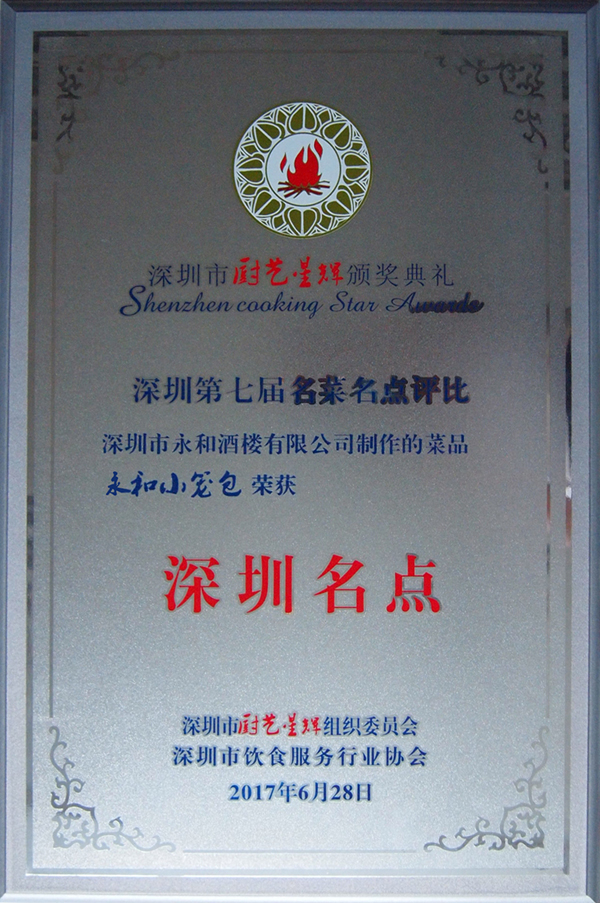 深圳市厨艺星辉颁奖典礼
Shenzhen cooking Star Awards
深圳第七届名菜名点评比
深圳市永和酒楼有限公司制作的菜品
永和小笼包荣获
深圳名点
深圳市厨艺星辉组织委员会
深圳市饮食服务行业协会
2017年6月28日